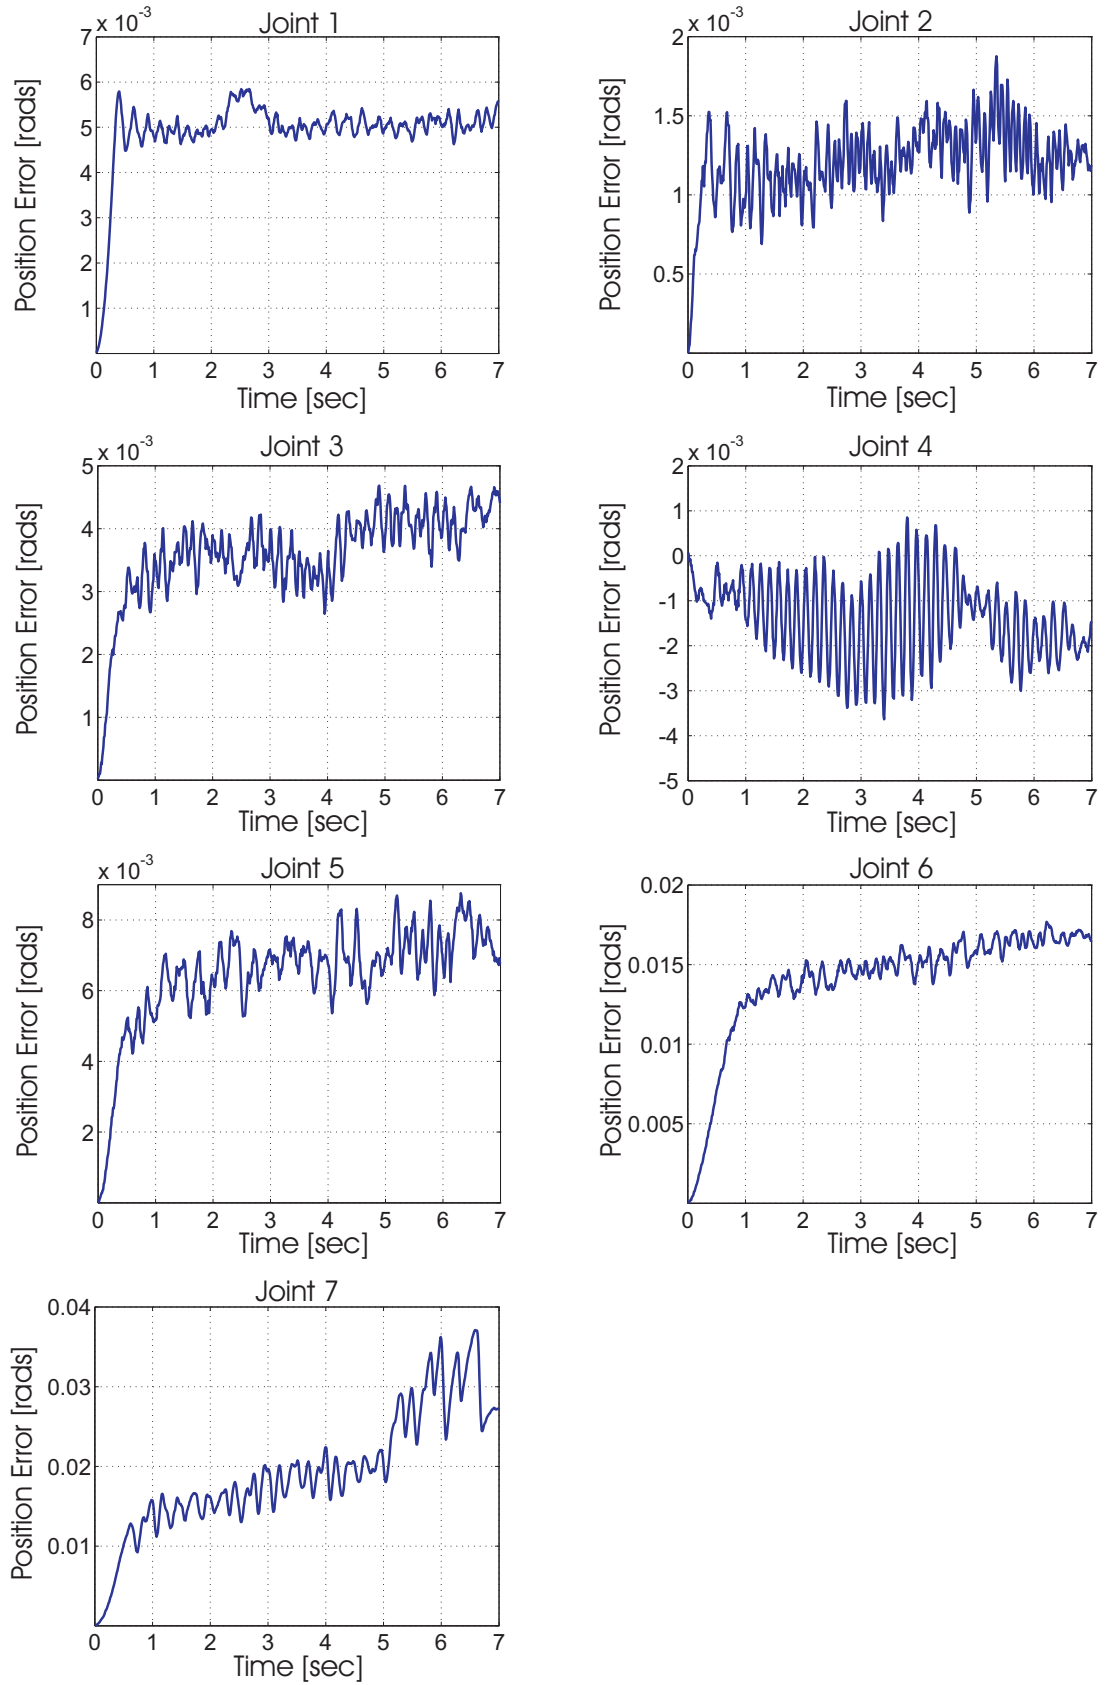 Joint 1
x 10⁻³
7
6
5
4
3
2
1
0 1 2 3 4 5 6 7
Time [sec]
Position Error [rads]
Joint 2
x 10⁻³
2
1.5
1
0.5
0 1 2 3 4 5 6 7
Time [sec]
Position Error [rads]
Joint 3
x 10⁻³
5
4
3
2
1
0 1 2 3 4 5 6 7
Time [sec]
Position Error [rads]
Joint 4
x 10⁻³
2
1
0
-1
-2
-3
-4
-5
0 1 2 3 4 5 6 7
Time [sec]
Position Error [rads]
Joint 5
x 10⁻³
8
6
4
2
0 1 2 3 4 5 6 7
Time [sec]
Position Error [rads]
Joint 6
0.02
0.015
0.01
0.005
0 1 2 3 4 5 6 7
Time [sec]
Position Error [rads]
Joint 7
0.04
0.03
0.02
0.01
0 1 2 3 4 5 6 7
Time [sec]
Position Error [rads]